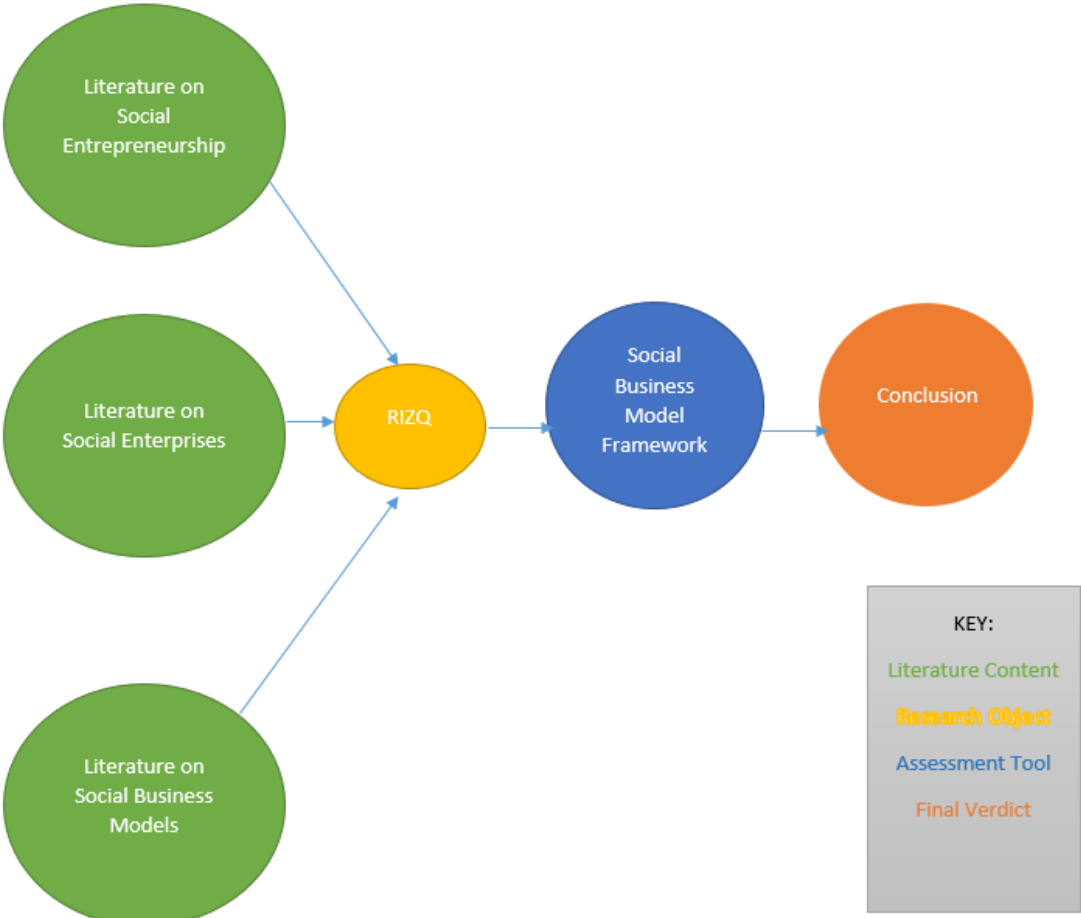 Literature on
Social
Entrepreneurship
Literature on
Social Enterprises
RIZQ
Social
Business
Model
Framework
Conclusion
Literature on
Social Business
Models
KEY:
Literature Content
Research Object
Assessment Tool
Final Verdict